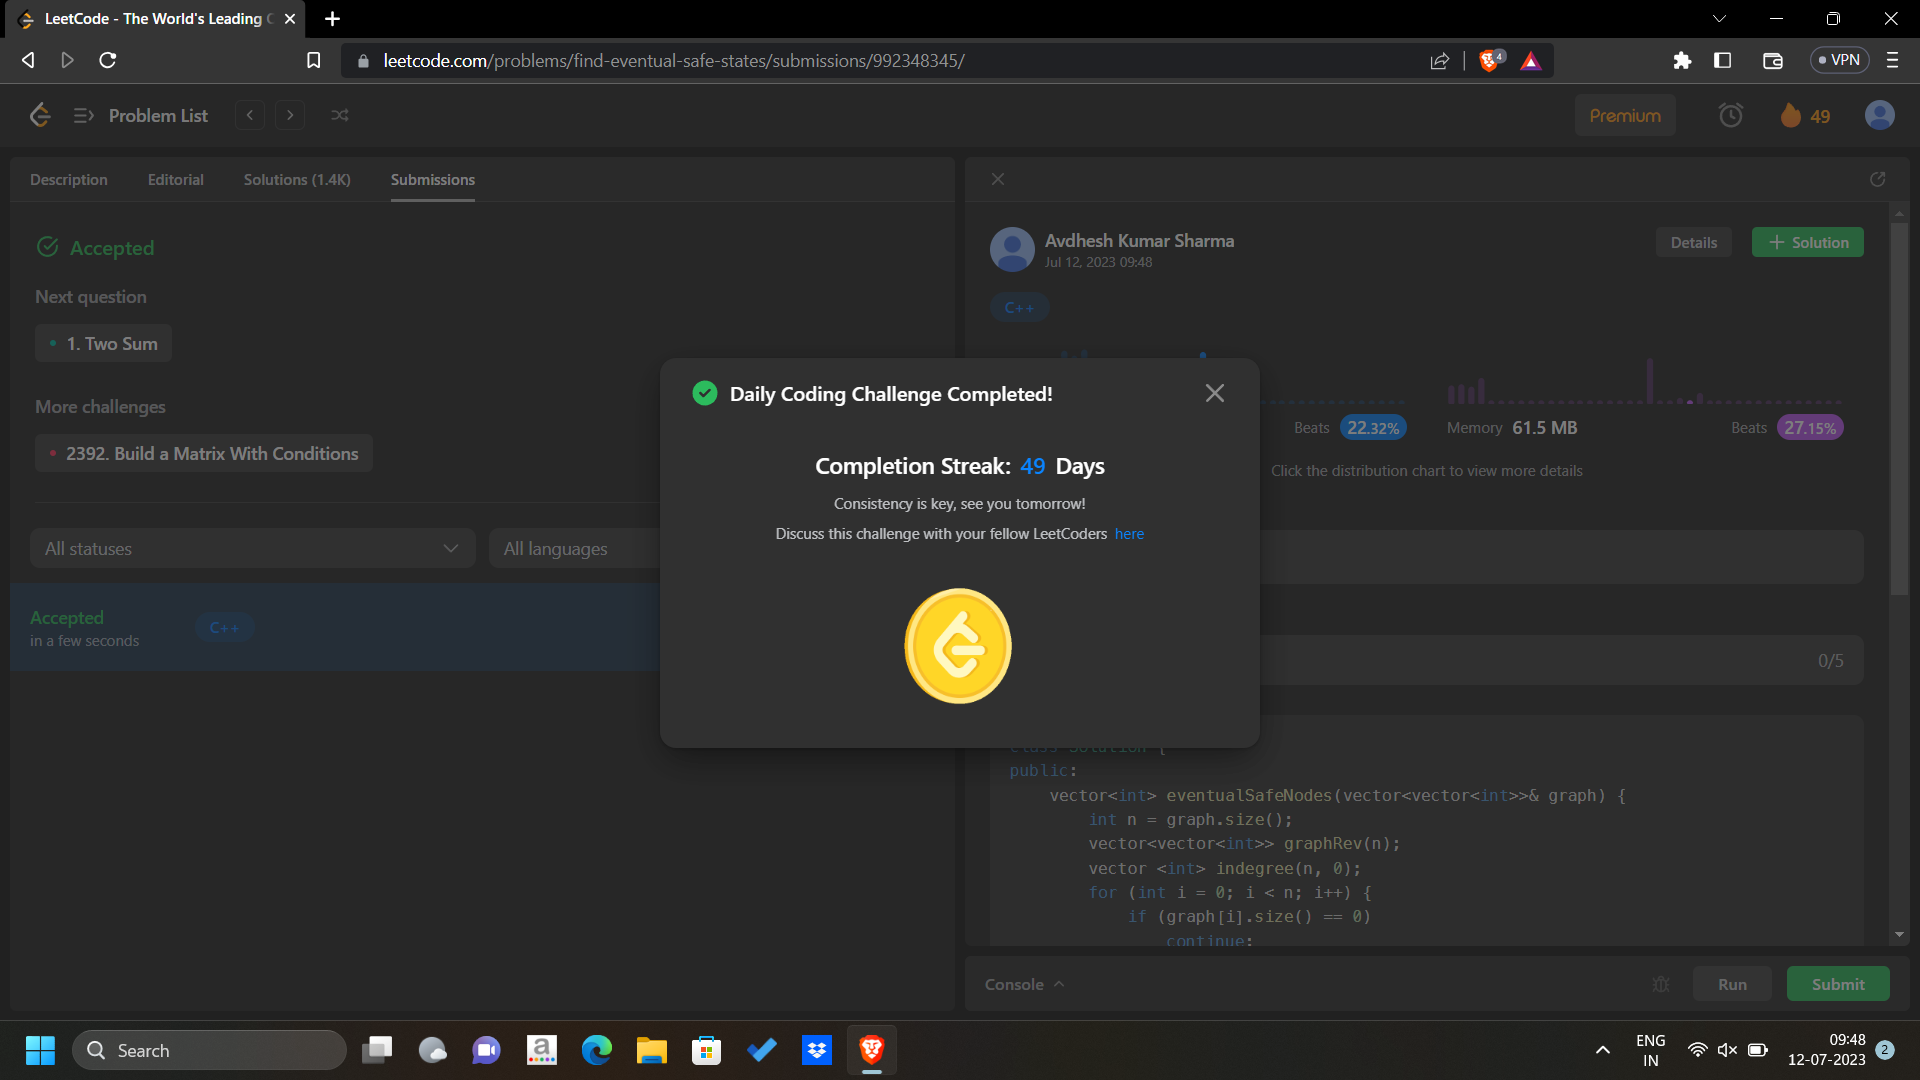 LeetCode - The World's Leading
leetcode.com/problems/find-eventual-safe-states/submissions/992348345/
4
VPN
Problem List
Premium
49
Description
Editorial
Solutions (1.4K)
Submissions
Accepted
Next question
1. Two Sum
More challenges
2392. Build a Matrix With Conditions
All statuses
All languages
Accepted
in a few seconds
C++
Avdhesh Kumar Sharma
Jul 12, 2023 09:48
Details
+ Solution
C++
Beats 22.32%
Memory 61.5 MB
Beats 27.15%
Click the distribution chart to view more details
Daily Coding Challenge Completed!
Completion Streak: 49 Days
Consistency is key, see you tomorrow!
Discuss this challenge with your fellow LeetCoders here
0/5
class Solution {
public:
vector<int> eventualSafeNodes(vector<vector<int>>& graph) {
int n = graph.size();
vector<vector<int>> graphRev(n);
vector <int> indegree(n, 0);
for (int i = 0; i < n; i++) {
if (graph[i].size() == 0)
continue;
Console
Run
Submit
Search
a
ENG
IN
09:48
12-07-2023
2